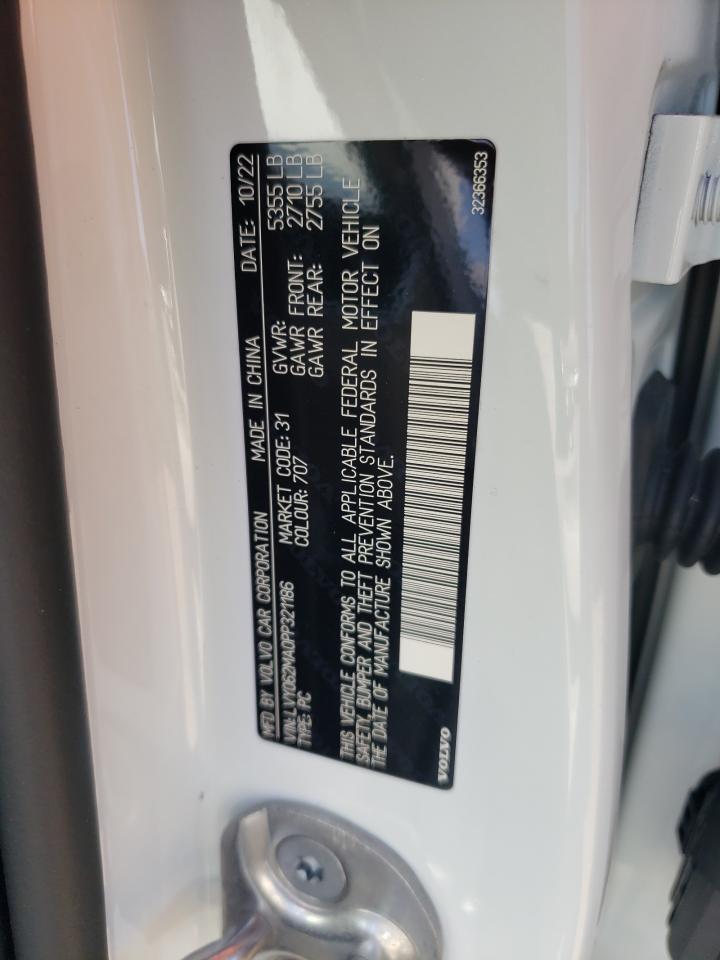 MFD BY VOLVO CAR CORPORATION MADE IN CHINA DATE: 10/22
VIN: LVY062MA0PP321186 GVWR: 5355 LB
TYPE: PC MARKET CODE: 31 GAWR FRONT: 2710 LB
COLOUR: 707 GAWR REAR: 2755 LB
THIS VEHICLE CONFORMS TO ALL APPLICABLE FEDERAL MOTOR VEHICLE
SAFETY, BUMPER AND THEFT PREVENTION STANDARDS IN EFFECT ON
THE DATE OF MANUFACTURE SHOWN ABOVE.
VOLVO 32366353